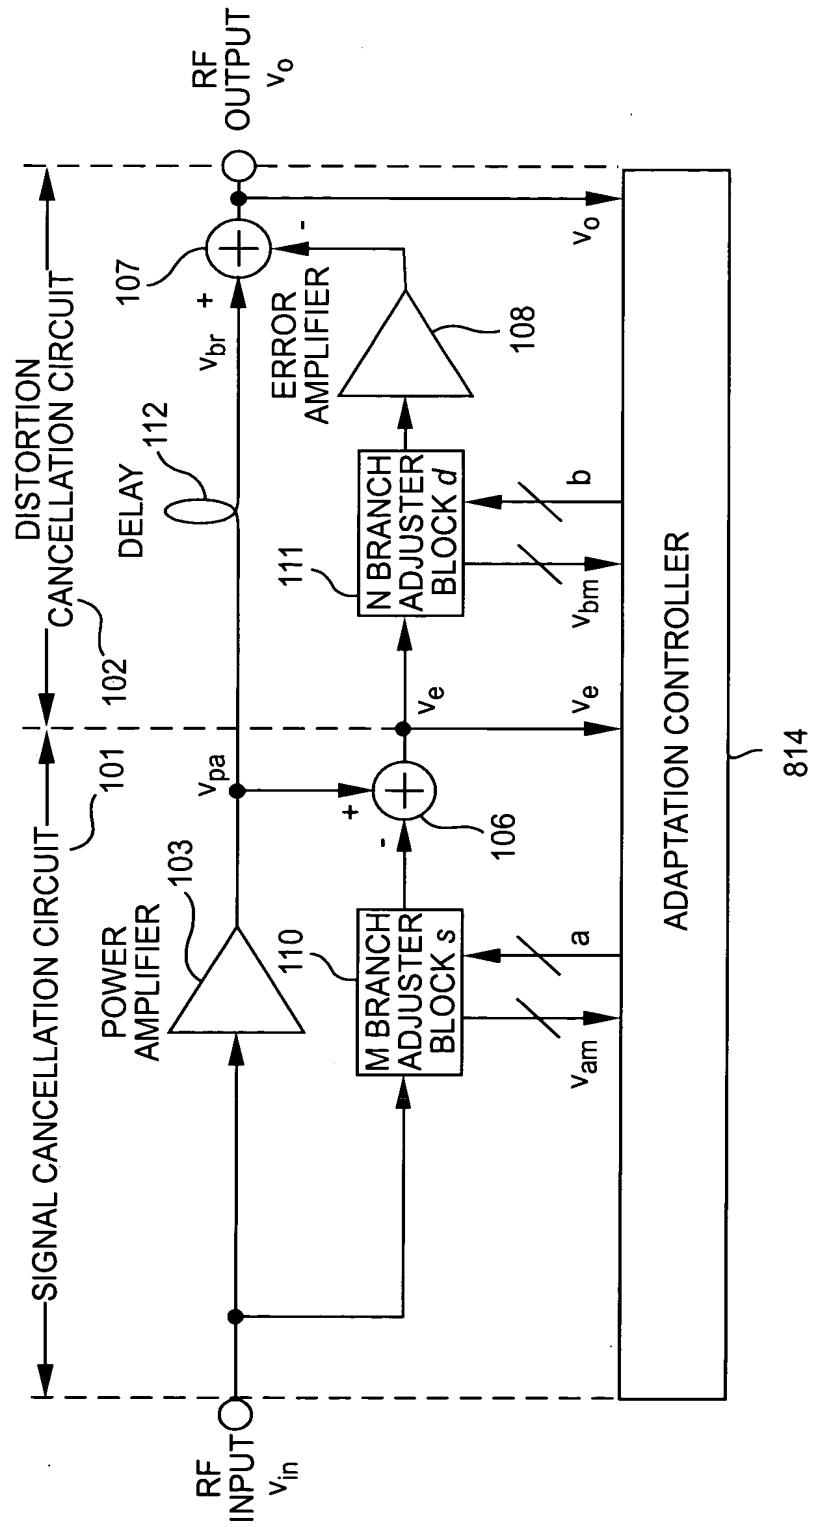 SIGNAL CANCELLATION CIRCUIT
101
DISTORTION
CANCELLATION CIRCUIT
102
RF
INPUT
v_in
POWER
AMPLIFIER
103
v_pa
DELAY
112
v_br
+
107
-
RF
OUTPUT
v_o
110
M BRANCH
ADJUSTER
BLOCK s
-
+
106
v_e
111
N BRANCH
ADJUSTER
BLOCK d
ERROR
AMPLIFIER
108
v_am
a
v_e
v_bm
b
v_o
ADAPTATION CONTROLLER
814